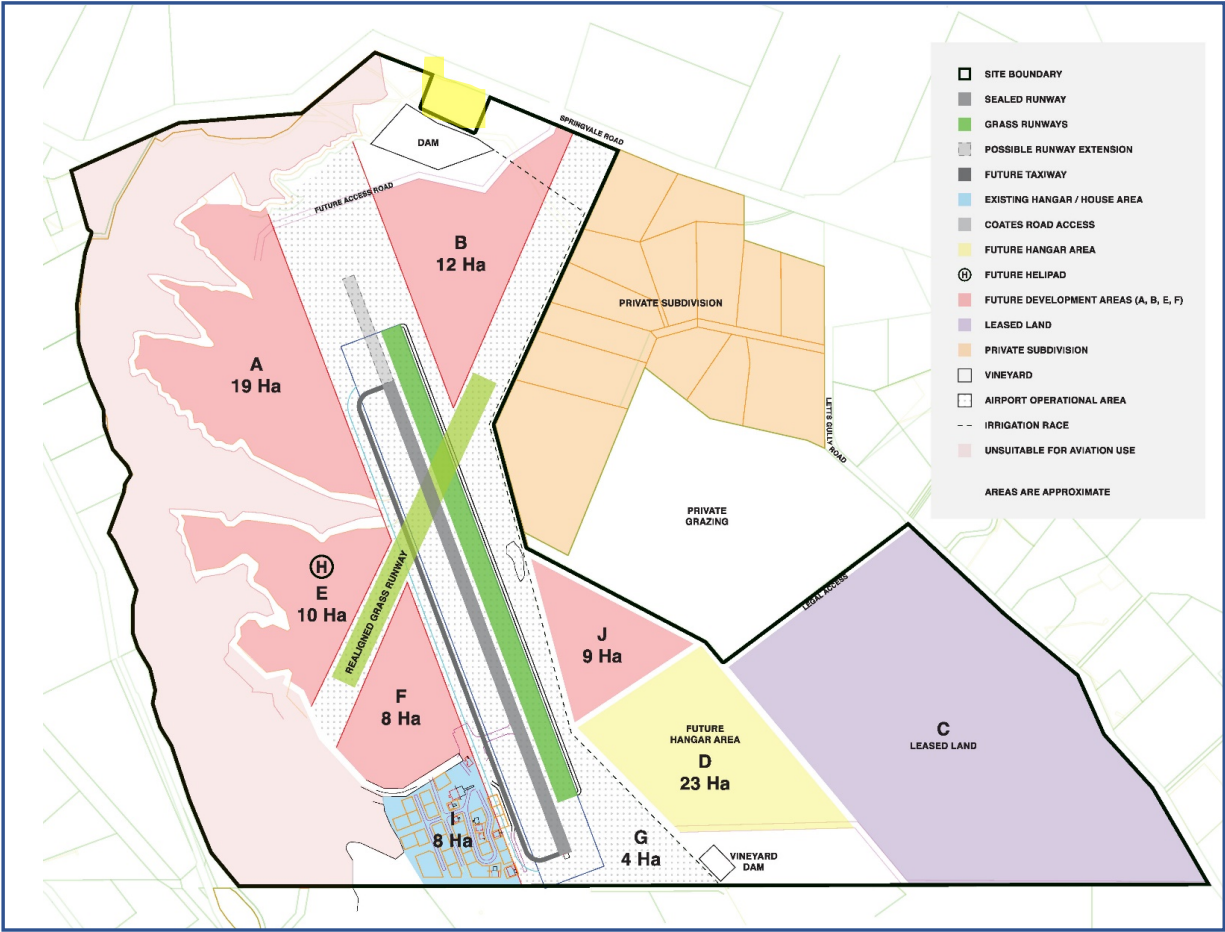 SPRINGVALE ROAD
DAM
FUTURE ACCESS ROAD
B
12 Ha
PRIVATE SUBDIVISION
A
19 Ha
LETTS GULLY ROAD
PRIVATE
GRAZING
H
E
10 Ha
REALIGNED GRASS RUNWAY
LEGAL ACCESS
J
9 Ha
F
8 Ha
FUTURE
HANGAR AREA
D
23 Ha
C
LEASED LAND
I
8 Ha
G
4 Ha
VINEYARD
DAM
SITE BOUNDARY
SEALED RUNWAY
GRASS RUNWAYS
POSSIBLE RUNWAY EXTENSION
FUTURE TAXIWAY
EXISTING HANGAR / HOUSE AREA
COATES ROAD ACCESS
FUTURE HANGAR AREA
H FUTURE HELIPAD
FUTURE DEVELOPMENT AREAS (A, B, E, F)
LEASED LAND
PRIVATE SUBDIVISION
VINEYARD
AIRPORT OPERATIONAL AREA
IRRIGATION RACE
UNSUITABLE FOR AVIATION USE
AREAS ARE APPROXIMATE